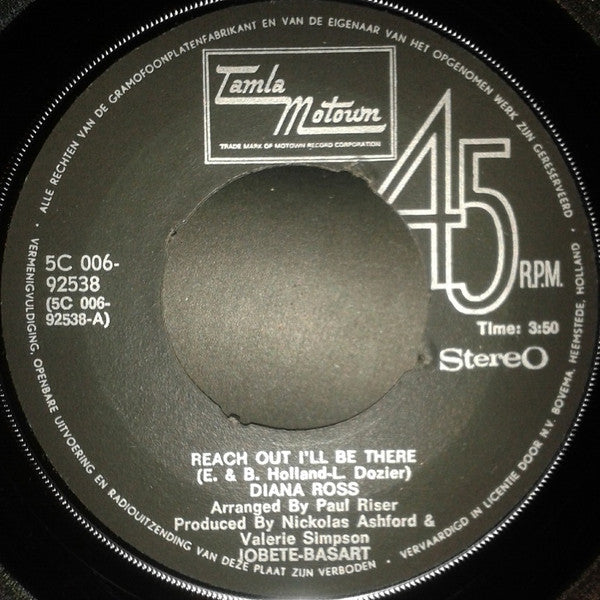 ALLE RECHTEN VAN DE GRAMOFOONPLATENFABRIKANT EN VAN DE EIGENAAR VAN HET OPGENOMEN WERK ZIJN GERESERVEERD ·
Tamla
Motown
TRADE MARK OF MOTOWN RECORD CORPORATION
45
R.P.M.
5C 006-
92538
(5C 006-
92538-A)
Time: 3:50
Stereo
REACH OUT I'LL BE THERE
(E. & B. Holland-L. Dozier)
DIANA ROSS
Arranged By Paul Riser
Produced By Nickolas Ashford &
Valerie Simpson
JOBETE-BASART
· VERMENIGVULDIGING, OPENBARE UITVOERING EN RADIOUITZENDING VAN DEZE PLAAT ZIJN VERBODEN · VERVAARDIGD IN LICENTIE DOOR N.V. BOVEMA, HEEMSTEDE, HOLLAND ·